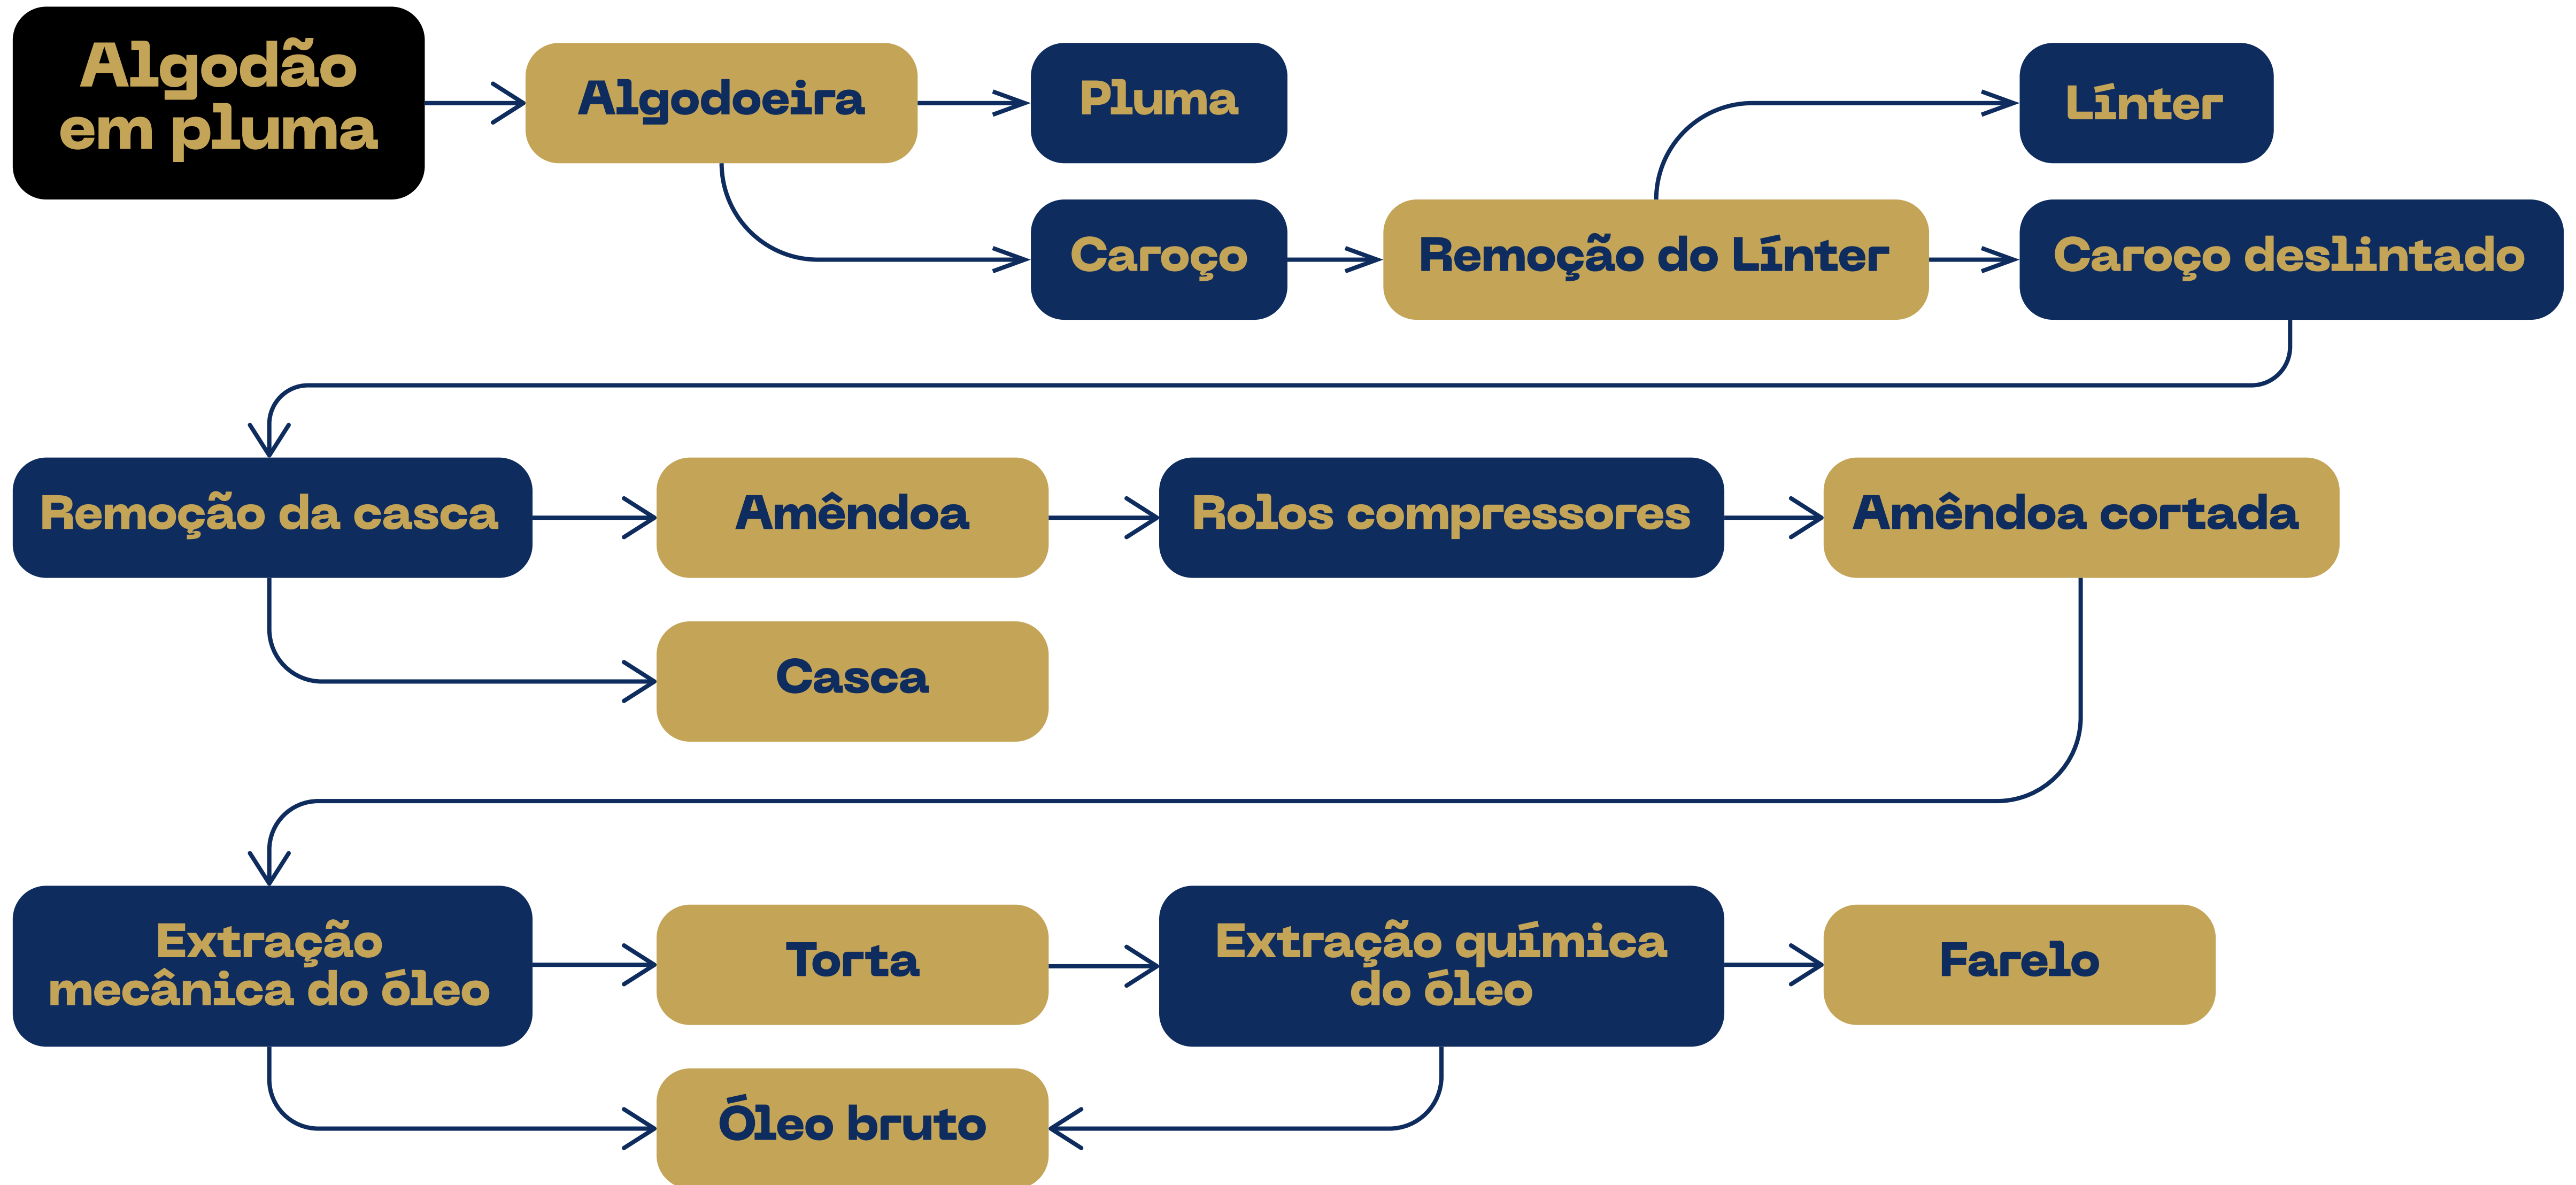 Algodão
em pluma
Algodoeira
Pluma
Línter
Caroço
Remoção do Línter
Caroço deslintado
Remoção da casca
Amêndoa
Rolos compressores
Amêndoa cortada
Casca
Extração
mecânica do óleo
Torta
Extração química
do óleo
Farelo
Óleo bruto